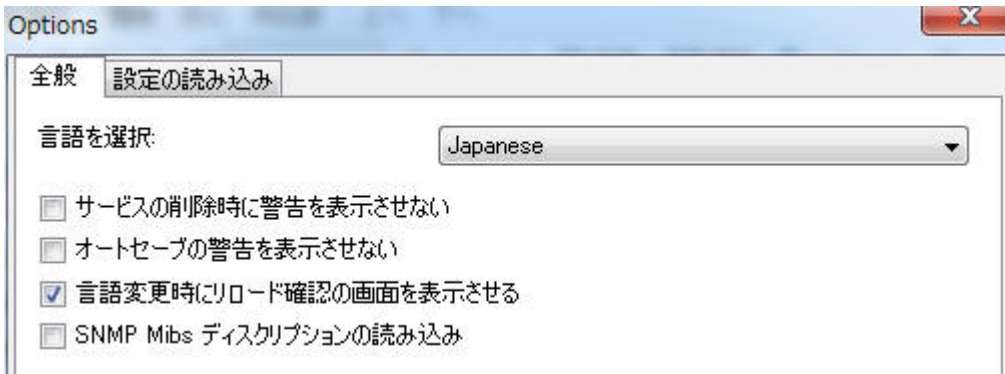 Options
全般 設定の読み込み
言語を選択: Japanese
サービスの削除時に警告を表示させない
オートセーブの警告を表示させない
言語変更時にリロード確認の画面を表示させる
SNMP Mibs ディスクリプションの読み込み